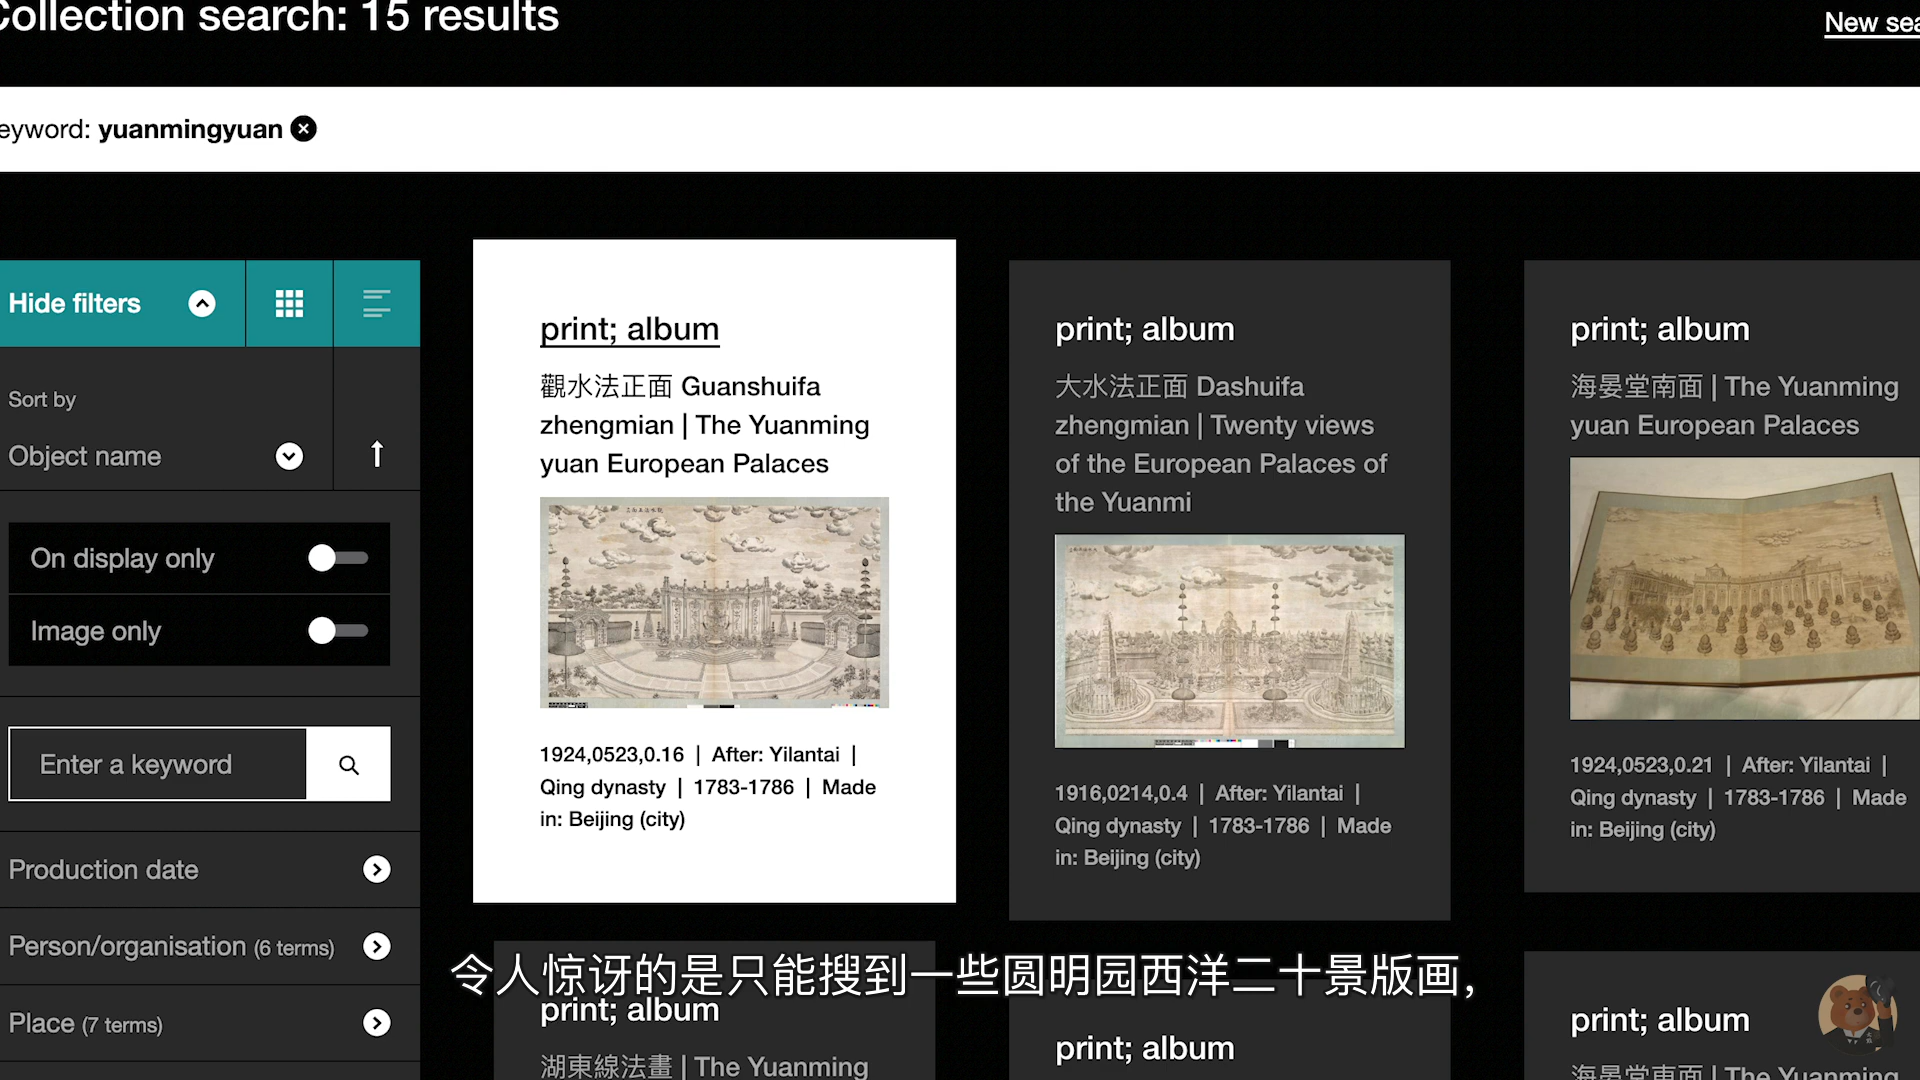 Collection search: 15 results
New sea
eyword: yuanmingyuan
Hide filters
Sort by
Object name
On display only
Image only
Enter a keyword
Production date
Person/organisation (6 terms)
Place (7 terms)
print; album
觀水法正面 Guanshuifa
zhengmian | The Yuanming
yuan European Palaces
1924,0523,0.16 | After: Yilantai |
Qing dynasty | 1783-1786 | Made
in: Beijing (city)
print; album
大水法正面 Dashuifa
zhengmian | Twenty views
of the European Palaces of
the Yuanmi
1916,0214,0.4 | After: Yilantai |
Qing dynasty | 1783-1786 | Made
in: Beijing (city)
print; album
海晏堂南面 | The Yuanming
yuan European Palaces
1924,0523,0.21 | After: Yilantai |
Qing dynasty | 1783-1786 | Made
in: Beijing (city)
print; album
湖東線法畫 | The Yuanming
print; album
print; album
海晏堂東面 | The Yuanming
令人惊讶的是只能搜到一些圆明园西洋二十景版画,